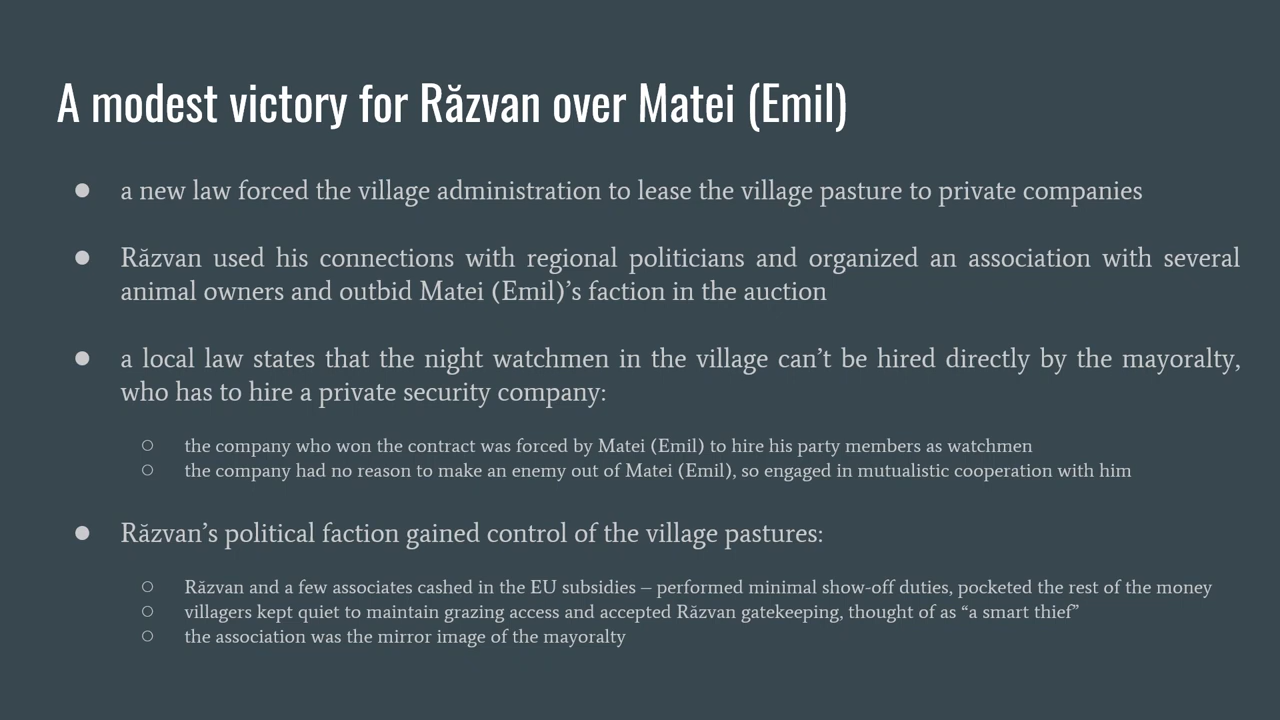 A modest victory for Răzvan over Matei (Emil)
● a new law forced the village administration to lease the village pasture to private companies
● Răzvan used his connections with regional politicians and organized an association with several
animal owners and outbid Matei (Emil)’s faction in the auction
● a local law states that the night watchmen in the village can’t be hired directly by the mayoralty,
who has to hire a private security company:
○ the company who won the contract was forced by Matei (Emil) to hire his party members as watchmen
○ the company had no reason to make an enemy out of Matei (Emil), so engaged in mutualistic cooperation with him
● Răzvan’s political faction gained control of the village pastures:
○ Răzvan and a few associates cashed in the EU subsidies – performed minimal show-off duties, pocketed the rest of the money
○ villagers kept quiet to maintain grazing access and accepted Răzvan gatekeeping, thought of as “a smart thief”
○ the association was the mirror image of the mayoralty